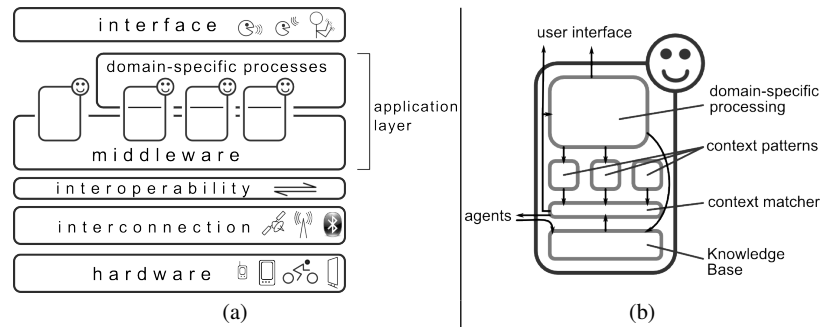 interface
domain-specific processes
application
layer
middleware
interoperability
interconnection
hardware
(a)
user interface
domain-specific
processing
context patterns
context matcher
agents
Knowledge
Base
(b)